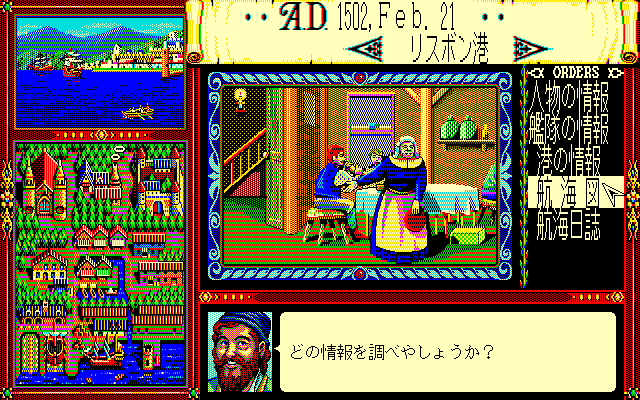 A.D. 1502, Feb. 21
リスボン港
ORDERS
人物の情報
艦隊の情報
港の情報
航海図
航海日誌
どの情報を調べやしょうか？